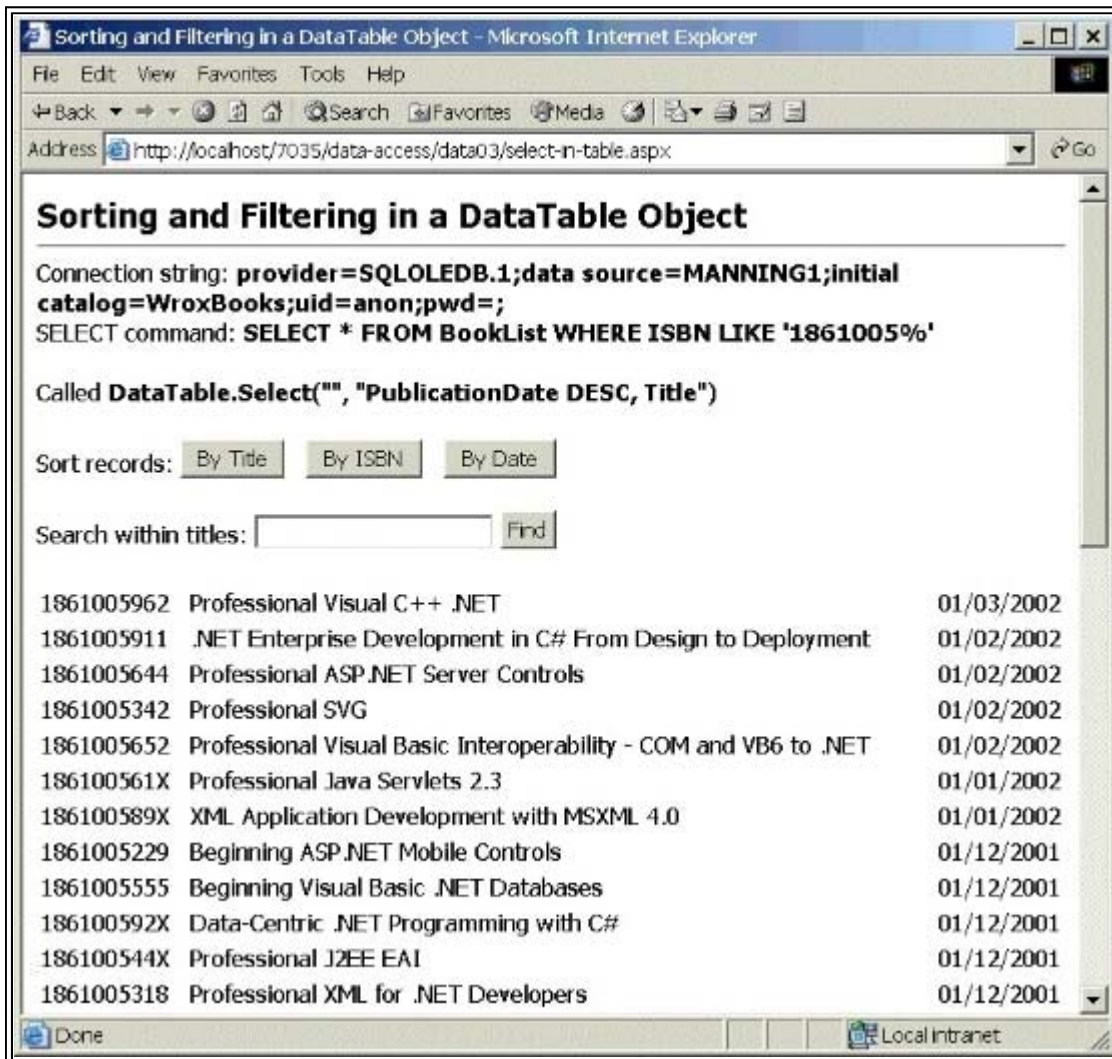 Sorting and Filtering in a DataTable Object - Microsoft Internet Explorer
File Edit View Favorites Tools Help
Back Search Favorites Media
Address http://localhost/7035/data-access/data03/select-in-table.aspx Go
Sorting and Filtering in a DataTable Object
Connection string: provider=SQLOLEDB.1;data source=MANNING1;initial
catalog=WroxBooks;uid=anon;pwd=;
SELECT command: SELECT * FROM BookList WHERE ISBN LIKE '1861005%'
Called DataTable.Select("", "PublicationDate DESC, Title")
Sort records: By Title By ISBN By Date
Search within titles: Find
1861005962 Professional Visual C++ .NET 01/03/2002
1861005911 .NET Enterprise Development in C# From Design to Deployment 01/02/2002
1861005644 Professional ASP.NET Server Controls 01/02/2002
1861005342 Professional SVG 01/02/2002
1861005652 Professional Visual Basic Interoperability - COM and VB6 to .NET 01/02/2002
186100561X Professional Java Servlets 2.3 01/01/2002
186100589X XML Application Development with MSXML 4.0 01/01/2002
1861005229 Beginning ASP.NET Mobile Controls 01/12/2001
1861005555 Beginning Visual Basic .NET Databases 01/12/2001
186100592X Data-Centric .NET Programming with C# 01/12/2001
186100544X Professional J2EE EAI 01/12/2001
1861005318 Professional XML for .NET Developers 01/12/2001
Done Local intranet